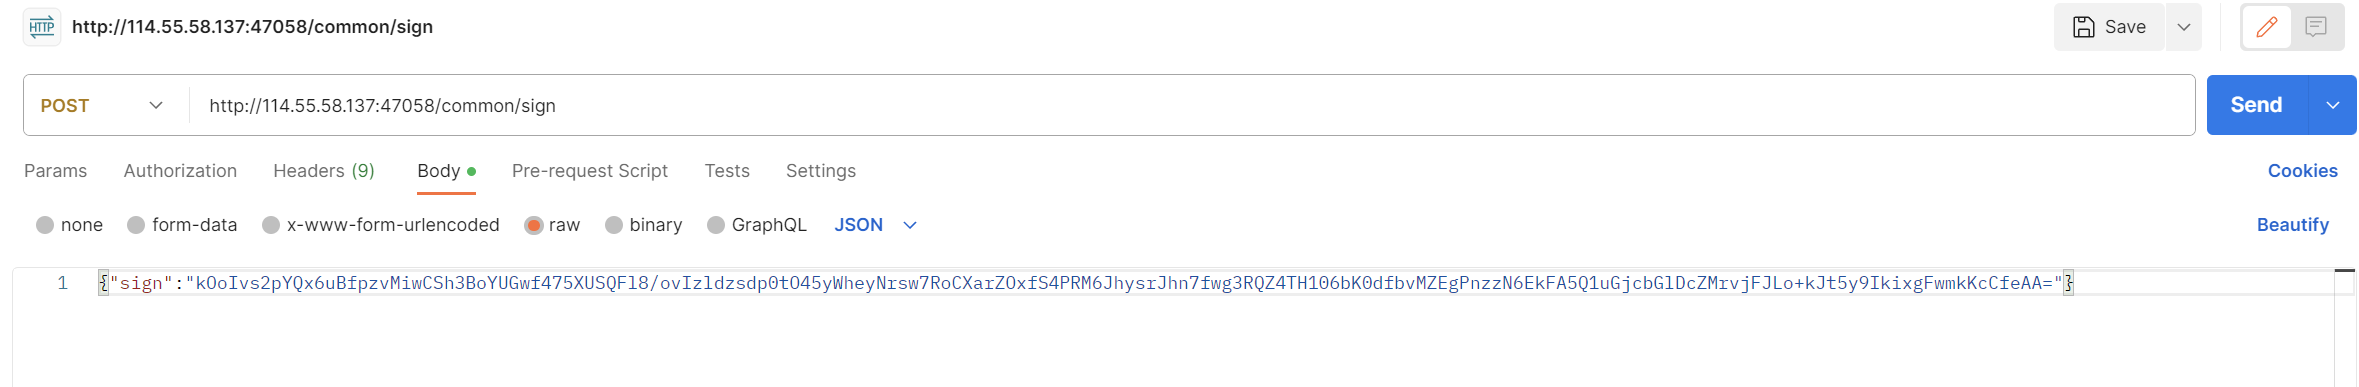 HTTP http://114.55.58.137:47058/common/sign Save
POST http://114.55.58.137:47058/common/sign Send
Params Authorization Headers (9) Body Pre-request Script Tests Settings Cookies
none form-data x-www-form-urlencoded raw binary GraphQL JSON Beautify
1 {"sign":"kOoIvs2pYQx6uBfpzvMiwCSh3BoYUGwf475XUSQFl8/ovIzldzsdp0tO45yWheyNrsw7RoCXarZOxfS4PRM6JhysrJhn7fwg3RQZ4TH106bK0dfbvMZEgPnzzN6EkFA5Q1uGjcbGlDcZMrvjFJLo+kJt5y9IkixgFwmkKcCfeAA="}